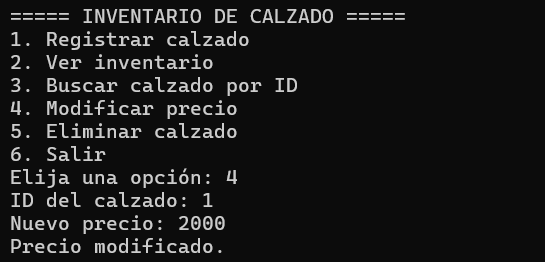 ===== INVENTARIO DE CALZADO =====
1. Registrar calzado
2. Ver inventario
3. Buscar calzado por ID
4. Modificar precio
5. Eliminar calzado
6. Salir
Elija una opción: 4
ID del calzado: 1
Nuevo precio: 2000
Precio modificado.